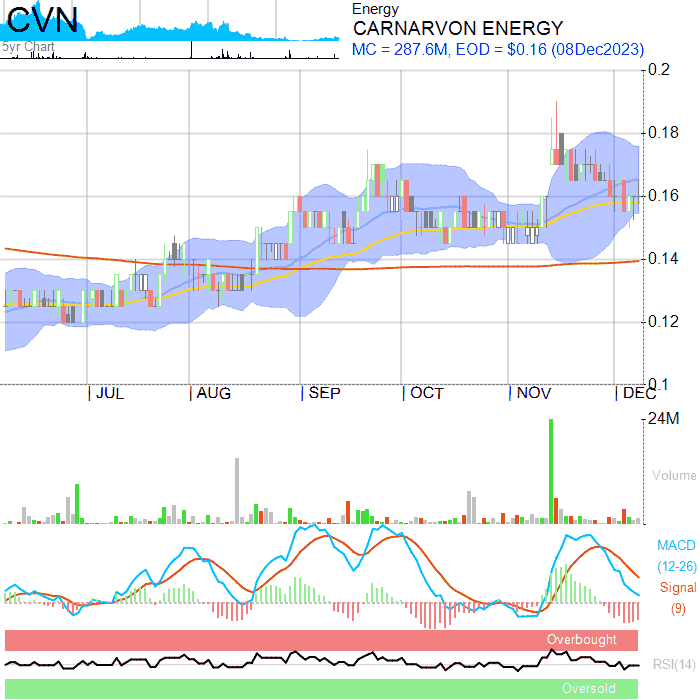 CVN
5yr Chart
Energy
CARNARVON ENERGY
MC = 287.6M, EOD = $0.16 (08Dec2023)
0.2
0.18
0.16
0.14
0.12
0.1
JUL AUG SEP OCT NOV DEC
24M
Volume
MACD
(12-26)
Signal
(9)
Overbought
RSI(14)
Oversold